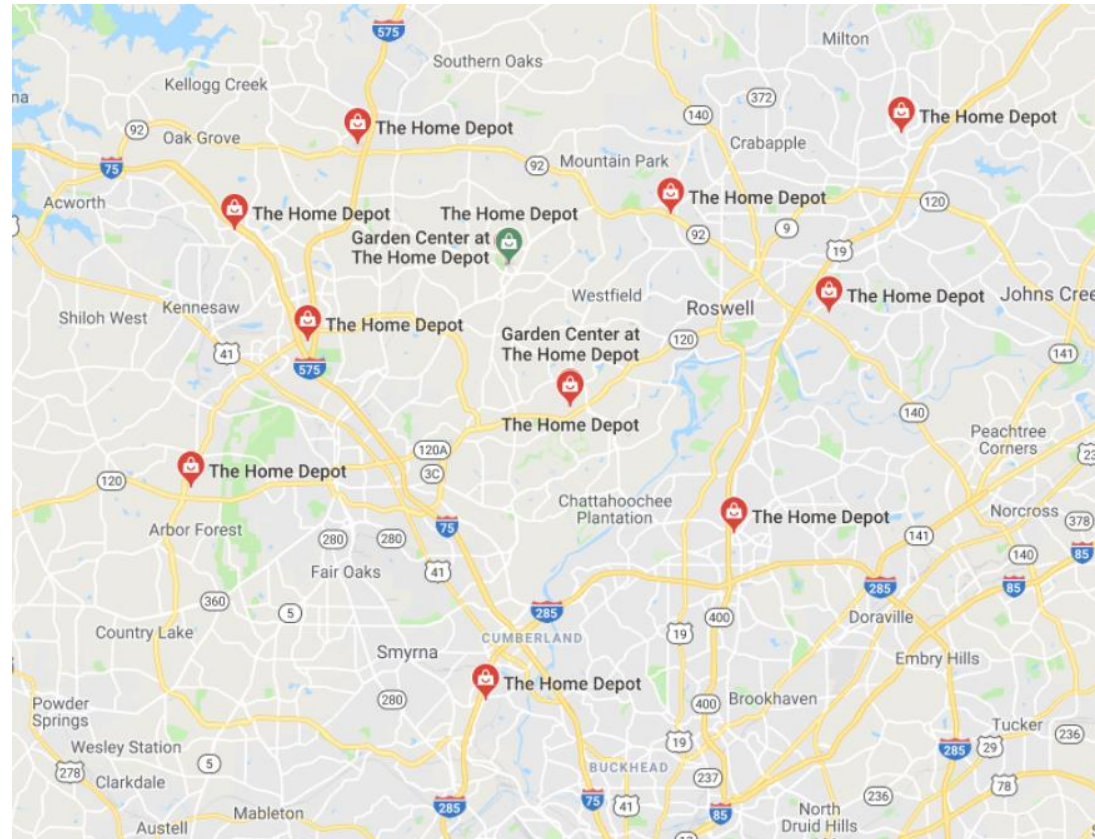 575
Southern Oaks
Milton
Kellogg Creek
372
140
The Home Depot
The Home Depot
92
Oak Grove
Crabapple
75
92
Mountain Park
Acworth
The Home Depot
The Home Depot
The Home Depot
120
Garden Center at
The Home Depot
9
92
19
Westfield
Kennesaw
Shiloh West
The Home Depot
Roswell
The Home Depot
Johns Cree
41
Garden Center at
The Home Depot
120
141
575
The Home Depot
140
120A
Peachtree
Corners
3C
The Home Depot
120
Chattahoochee
Plantation
The Home Depot
Norcross
378
Arbor Forest
75
280
280
141
140
85
41
Fair Oaks
285
85
360
5
285
400
Doraville
Country Lake
CUMBERLAND
19
Smyrna
Embry Hills
The Home Depot
280
Brookhaven
400
Powder
Springs
Tucker
236
19
285
29
Wesley Station
5
BUCKHEAD
237
278
78
Clarkdale
236
285
75
41
85
Mableton
North
Druid Hills
Austell